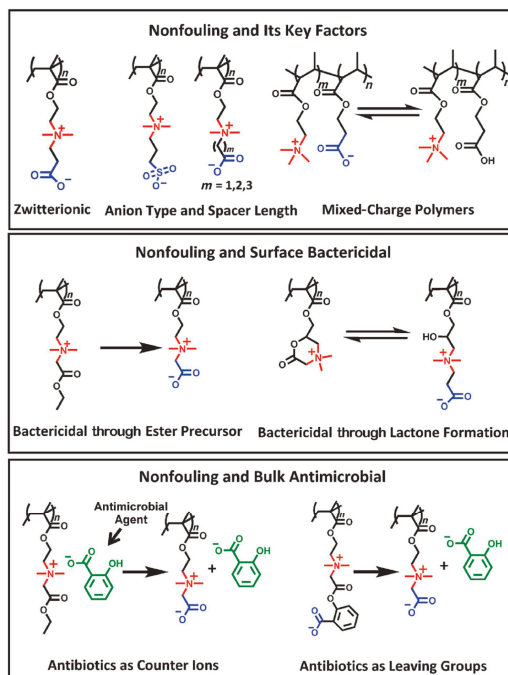 Nonfouling and Its Key Factors
n
O
O
N
+
O
O
−
Zwitterionic
n
O
O
N
+
O
S
O
O
−
n
O
O
N
+
m
O
O
−
m = 1,2,3
Anion Type and Spacer Length
m
n
O
O
O
O
N
+
O
O
−
m
n
O
O
O
O
N
+
O
OH
Mixed-Charge Polymers
Nonfouling and Surface Bactericidal
n
O
O
N
+
O
O
n
O
O
N
+
O
O
−
Bactericidal through Ester Precursor
n
O
O
O
O
N
+
n
O
O
HO
N
+
O
O
−
Bactericidal through Lactone Formation
Nonfouling and Bulk Antimicrobial
Antimicrobial
Agent
n
O
O
N
+
O
O
−
O
O
OH
n
O
O
N
+
O
O
−
+
−
O
O
OH
Antibiotics as Counter Ions
n
O
O
N
+
O
O
−
O
O
n
O
O
N
+
O
O
−
+
−
O
O
OH
Antibiotics as Leaving Groups